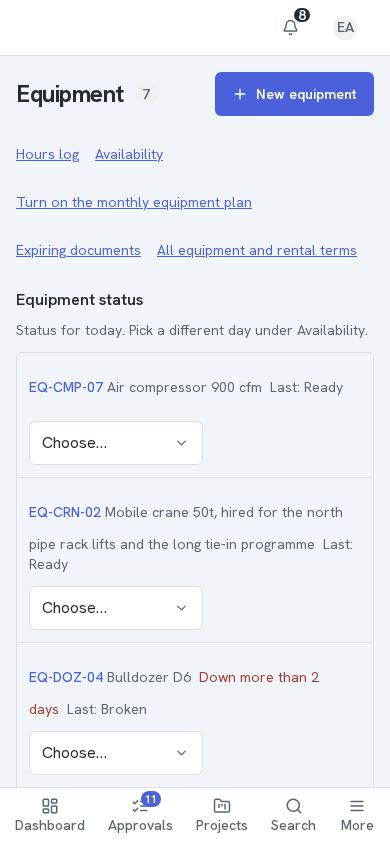 8
EA
Equipment 7
+ New equipment
Hours log Availability
Turn on the monthly equipment plan
Expiring documents All equipment and rental terms
Equipment status
Status for today. Pick a different day under Availability.
EQ-CMP-07 Air compressor 900 cfm Last: Ready
Choose...
EQ-CRN-02 Mobile crane 50t, hired for the north
pipe rack lifts and the long tie-in programme Last:
Ready
Choose...
EQ-DOZ-04 Bulldozer D6 Down more than 2
days Last: Broken
Choose...
11
Dashboard Approvals Projects Search More